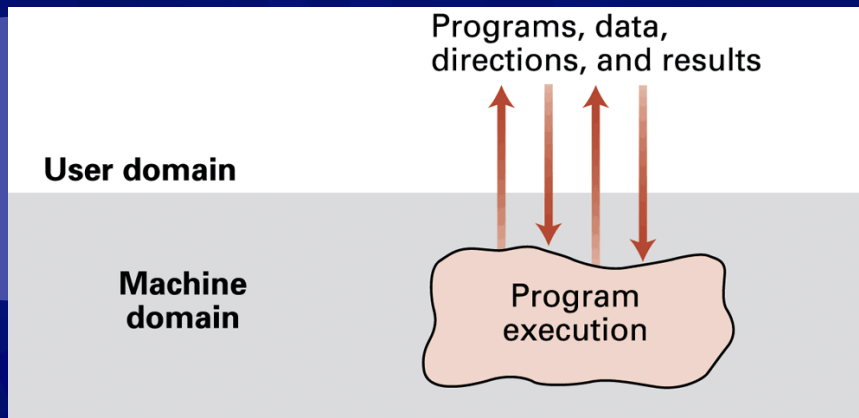 Programs, data,
directions, and results
User domain
Machine
domain
Program
execution